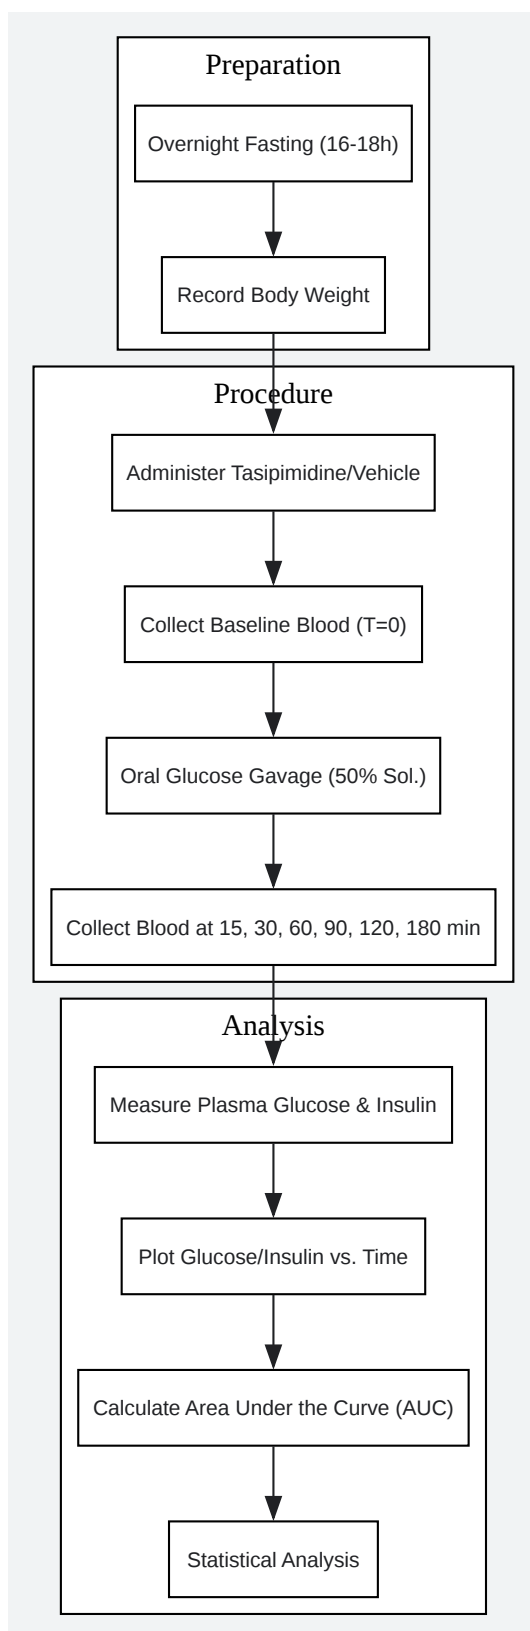 Preparation
Overnight Fasting (16-18h)
Record Body Weight
Procedure
Administer Tasipimidine/Vehicle
Collect Baseline Blood (T=0)
Oral Glucose Gavage (50% Sol.)
Collect Blood at 15, 30, 60, 90, 120, 180 min
Analysis
Measure Plasma Glucose & Insulin
Plot Glucose/Insulin vs. Time
Calculate Area Under the Curve (AUC)
Statistical Analysis